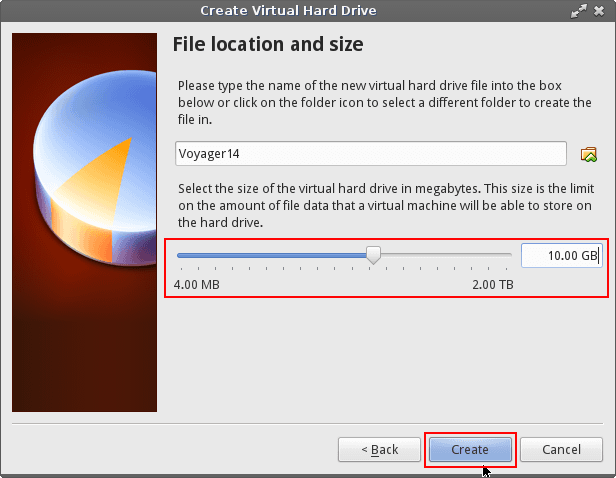 Create Virtual Hard Drive
File location and size
Please type the name of the new virtual hard drive file into the box
below or click on the folder icon to select a different folder to create the
file in.
Voyager14
Select the size of the virtual hard drive in megabytes. This size is the limit
on the amount of file data that a virtual machine will be able to store on
the hard drive.
10.00 GB
4.00 MB 2.00 TB
< Back Create Cancel